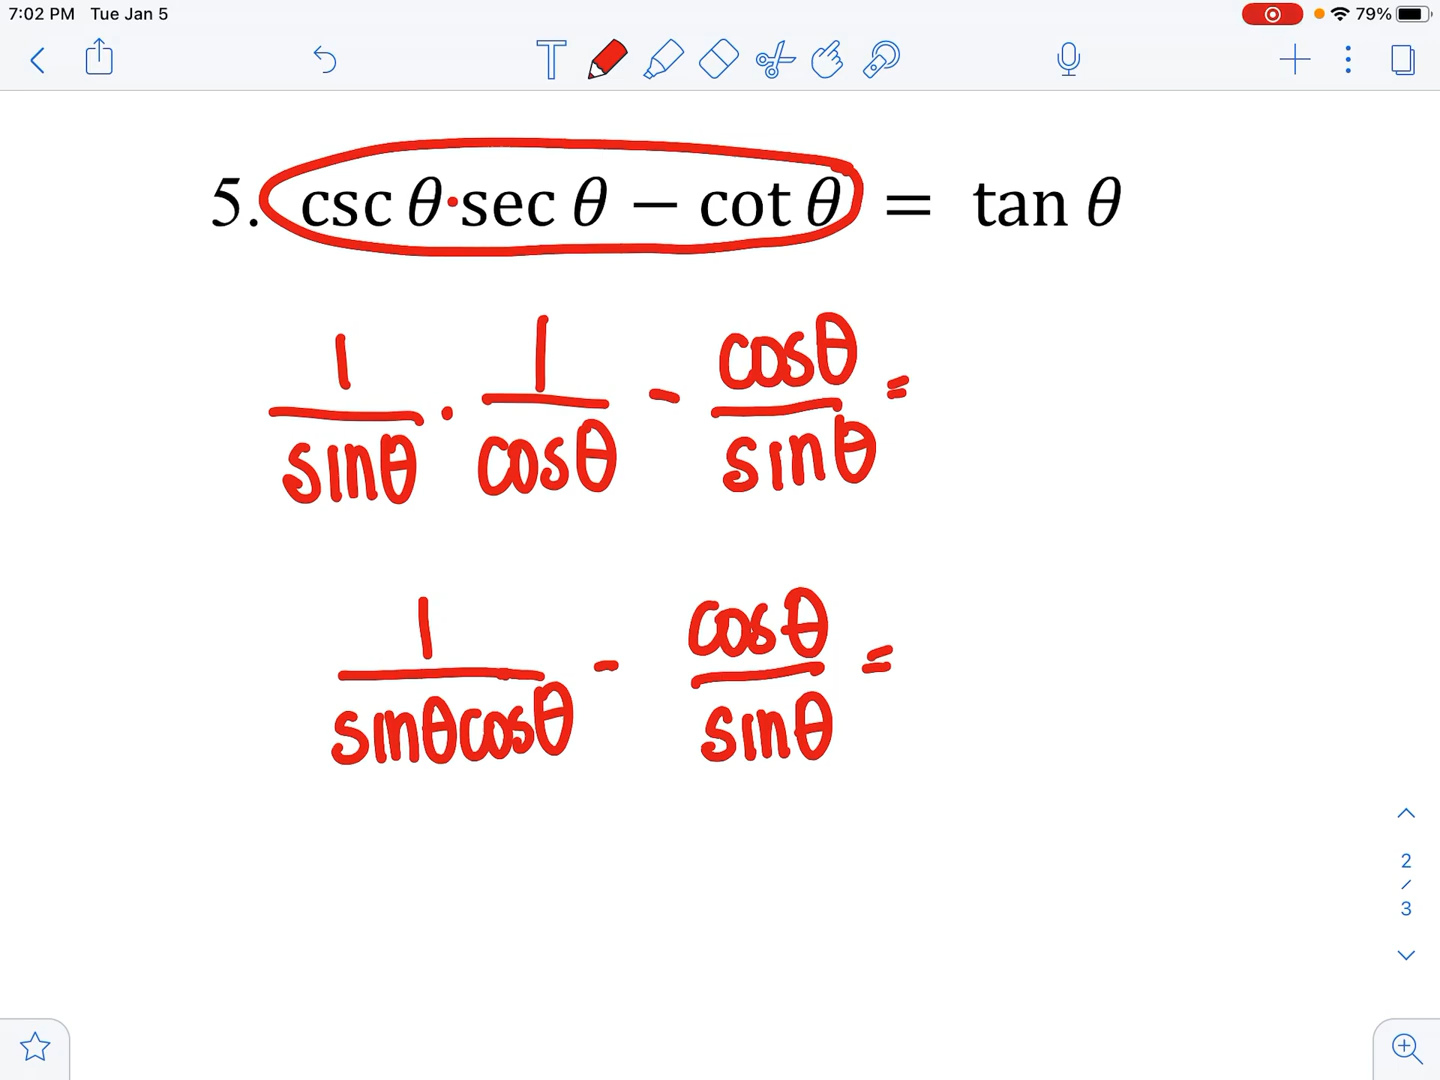 7:02 PM Tue Jan 5 79%
T
5. csc θ·sec θ − cot θ = tan θ
1 1 cosθ
— · — - — =
sinθ cosθ sinθ
1 cosθ
— - — =
sinθcosθ sinθ
2
/
3